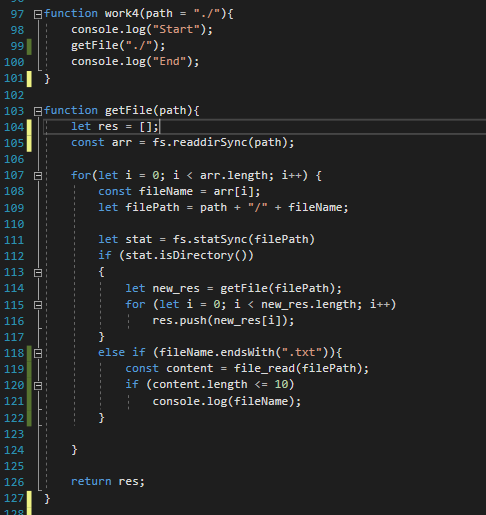 97 function work4(path = "./"){
98 console.log("Start");
99 getFile("./");
100 console.log("End");
101 }
102
103 function getFile(path){
104 let res = [];
105 const arr = fs.readdirSync(path);
106
107 for(let i = 0; i < arr.length; i++) {
108 const fileName = arr[i];
109 let filePath = path + "/" + fileName;
110
111 let stat = fs.statSync(filePath)
112 if (stat.isDirectory())
113 {
114 let new_res = getFile(filePath);
115 for (let i = 0; i < new_res.length; i++)
116 res.push(new_res[i]);
117 }
118 else if (fileName.endsWith(".txt")){
119 const content = file_read(filePath);
120 if (content.length <= 10)
121 console.log(fileName);
122 }
123
124 }
125
126 return res;
127 }